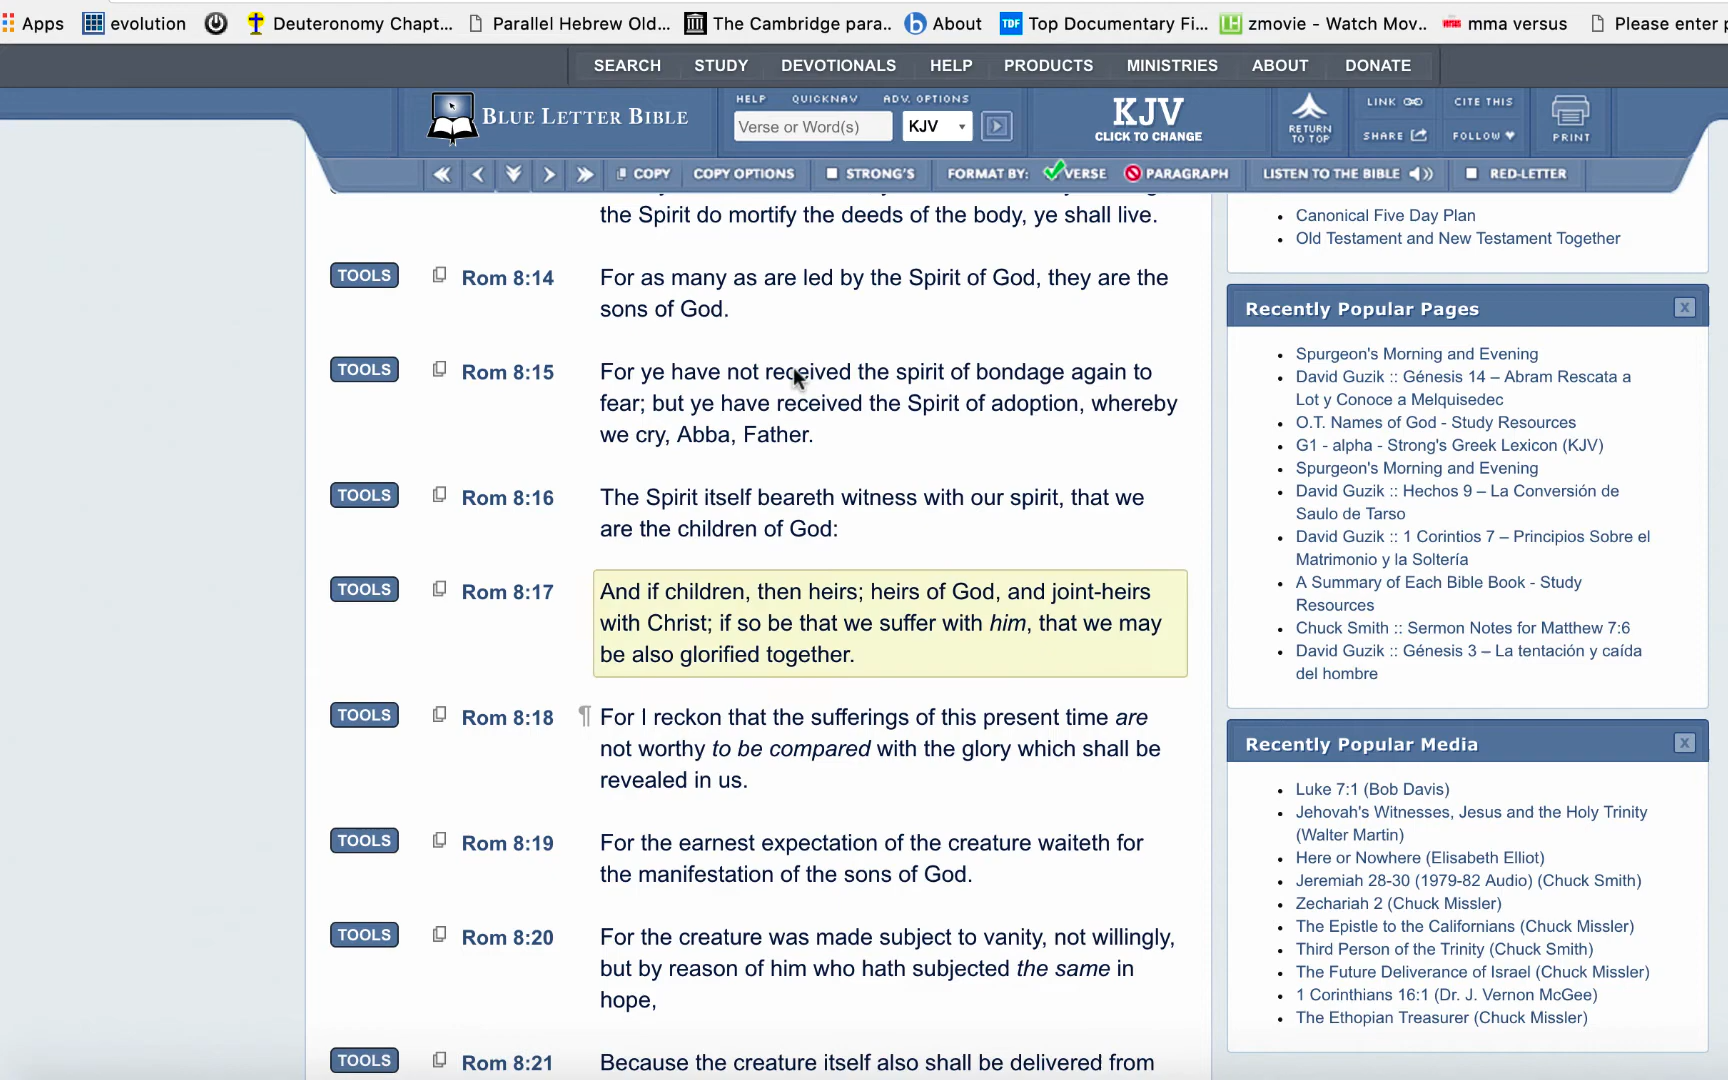 Apps evolution Deuteronomy Chapt... Parallel Hebrew Old... The Cambridge para... About Top Documentary Fi... zmovie - Watch Mov.. mma versus Please enter p
SEARCH STUDY DEVOTIONALS HELP PRODUCTS MINISTRIES ABOUT DONATE
BLUE LETTER BIBLE
HELP QUICKNAV ADV. OPTIONS
Verse or Word(s) KJV
KJV
CLICK TO CHANGE
RETURN
TO TOP
LINK CITE THIS
SHARE FOLLOW
PRINT
COPY COPY OPTIONS STRONG'S FORMAT BY: VERSE PARAGRAPH LISTEN TO THE BIBLE RED-LETTER
the Spirit do mortify the deeds of the body, ye shall live.
TOOLS Rom 8:14 For as many as are led by the Spirit of God, they are the
sons of God.
TOOLS Rom 8:15 For ye have not received the spirit of bondage again to
fear; but ye have received the Spirit of adoption, whereby
we cry, Abba, Father.
TOOLS Rom 8:16 The Spirit itself beareth witness with our spirit, that we
are the children of God:
TOOLS Rom 8:17 And if children, then heirs; heirs of God, and joint-heirs
with Christ; if so be that we suffer with him, that we may
be also glorified together.
TOOLS Rom 8:18 ¶ For I reckon that the sufferings of this present time are
not worthy to be compared with the glory which shall be
revealed in us.
TOOLS Rom 8:19 For the earnest expectation of the creature waiteth for
the manifestation of the sons of God.
TOOLS Rom 8:20 For the creature was made subject to vanity, not willingly,
but by reason of him who hath subjected the same in
hope,
TOOLS Rom 8:21 Because the creature itself also shall be delivered from
Canonical Five Day Plan
Old Testament and New Testament Together
Recently Popular Pages X
Spurgeon's Morning and Evening
David Guzik :: Génesis 14 – Abram Rescata a
Lot y Conoce a Melquisedec
O.T. Names of God - Study Resources
G1 - alpha - Strong's Greek Lexicon (KJV)
Spurgeon's Morning and Evening
David Guzik :: Hechos 9 – La Conversión de
Saulo de Tarso
David Guzik :: 1 Corintios 7 – Principios Sobre el
Matrimonio y la Soltería
A Summary of Each Bible Book - Study
Resources
Chuck Smith :: Sermon Notes for Matthew 7:6
David Guzik :: Génesis 3 – La tentación y caída
del hombre
Recently Popular Media X
Luke 7:1 (Bob Davis)
Jehovah's Witnesses, Jesus and the Holy Trinity
(Walter Martin)
Here or Nowhere (Elisabeth Elliot)
Jeremiah 28-30 (1979-82 Audio) (Chuck Smith)
Zechariah 2 (Chuck Missler)
The Epistle to the Californians (Chuck Missler)
Third Person of the Trinity (Chuck Smith)
The Future Deliverance of Israel (Chuck Missler)
1 Corinthians 16:1 (Dr. J. Vernon McGee)
The Ethopian Treasurer (Chuck Missler)